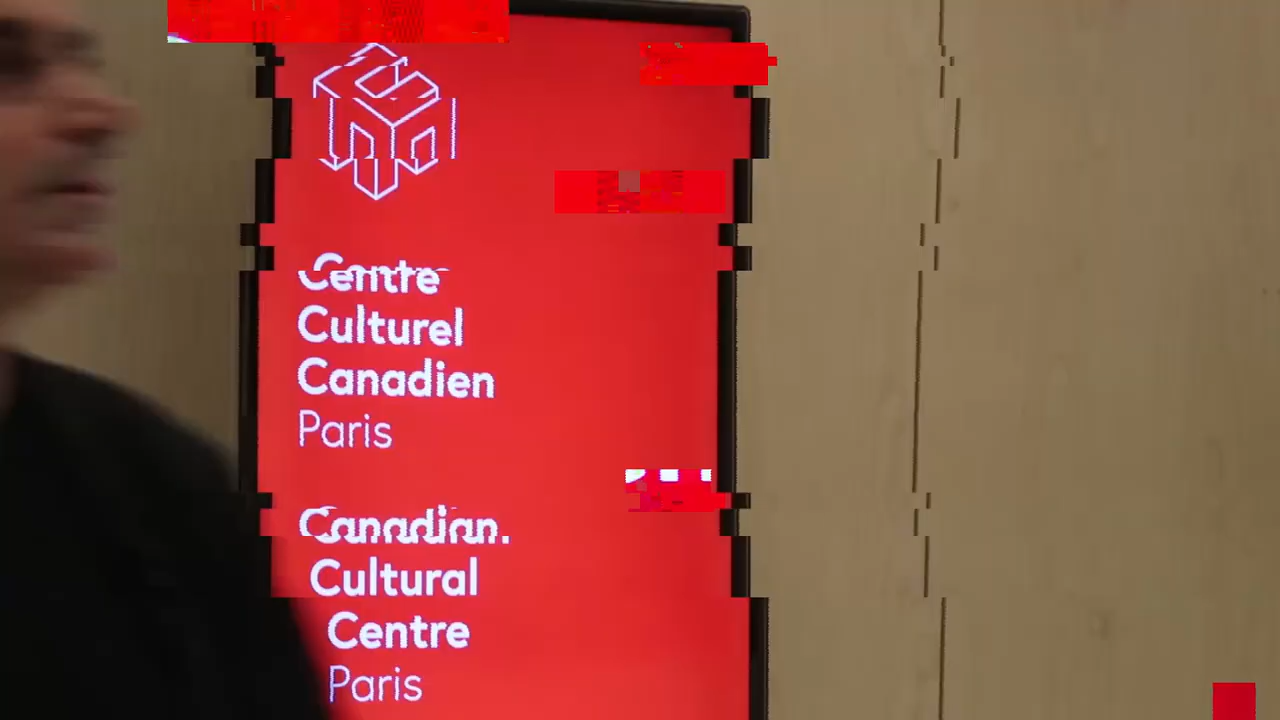 Centre
Culturel
Canadien
Paris
Canadian
Cultural
Centre
Paris